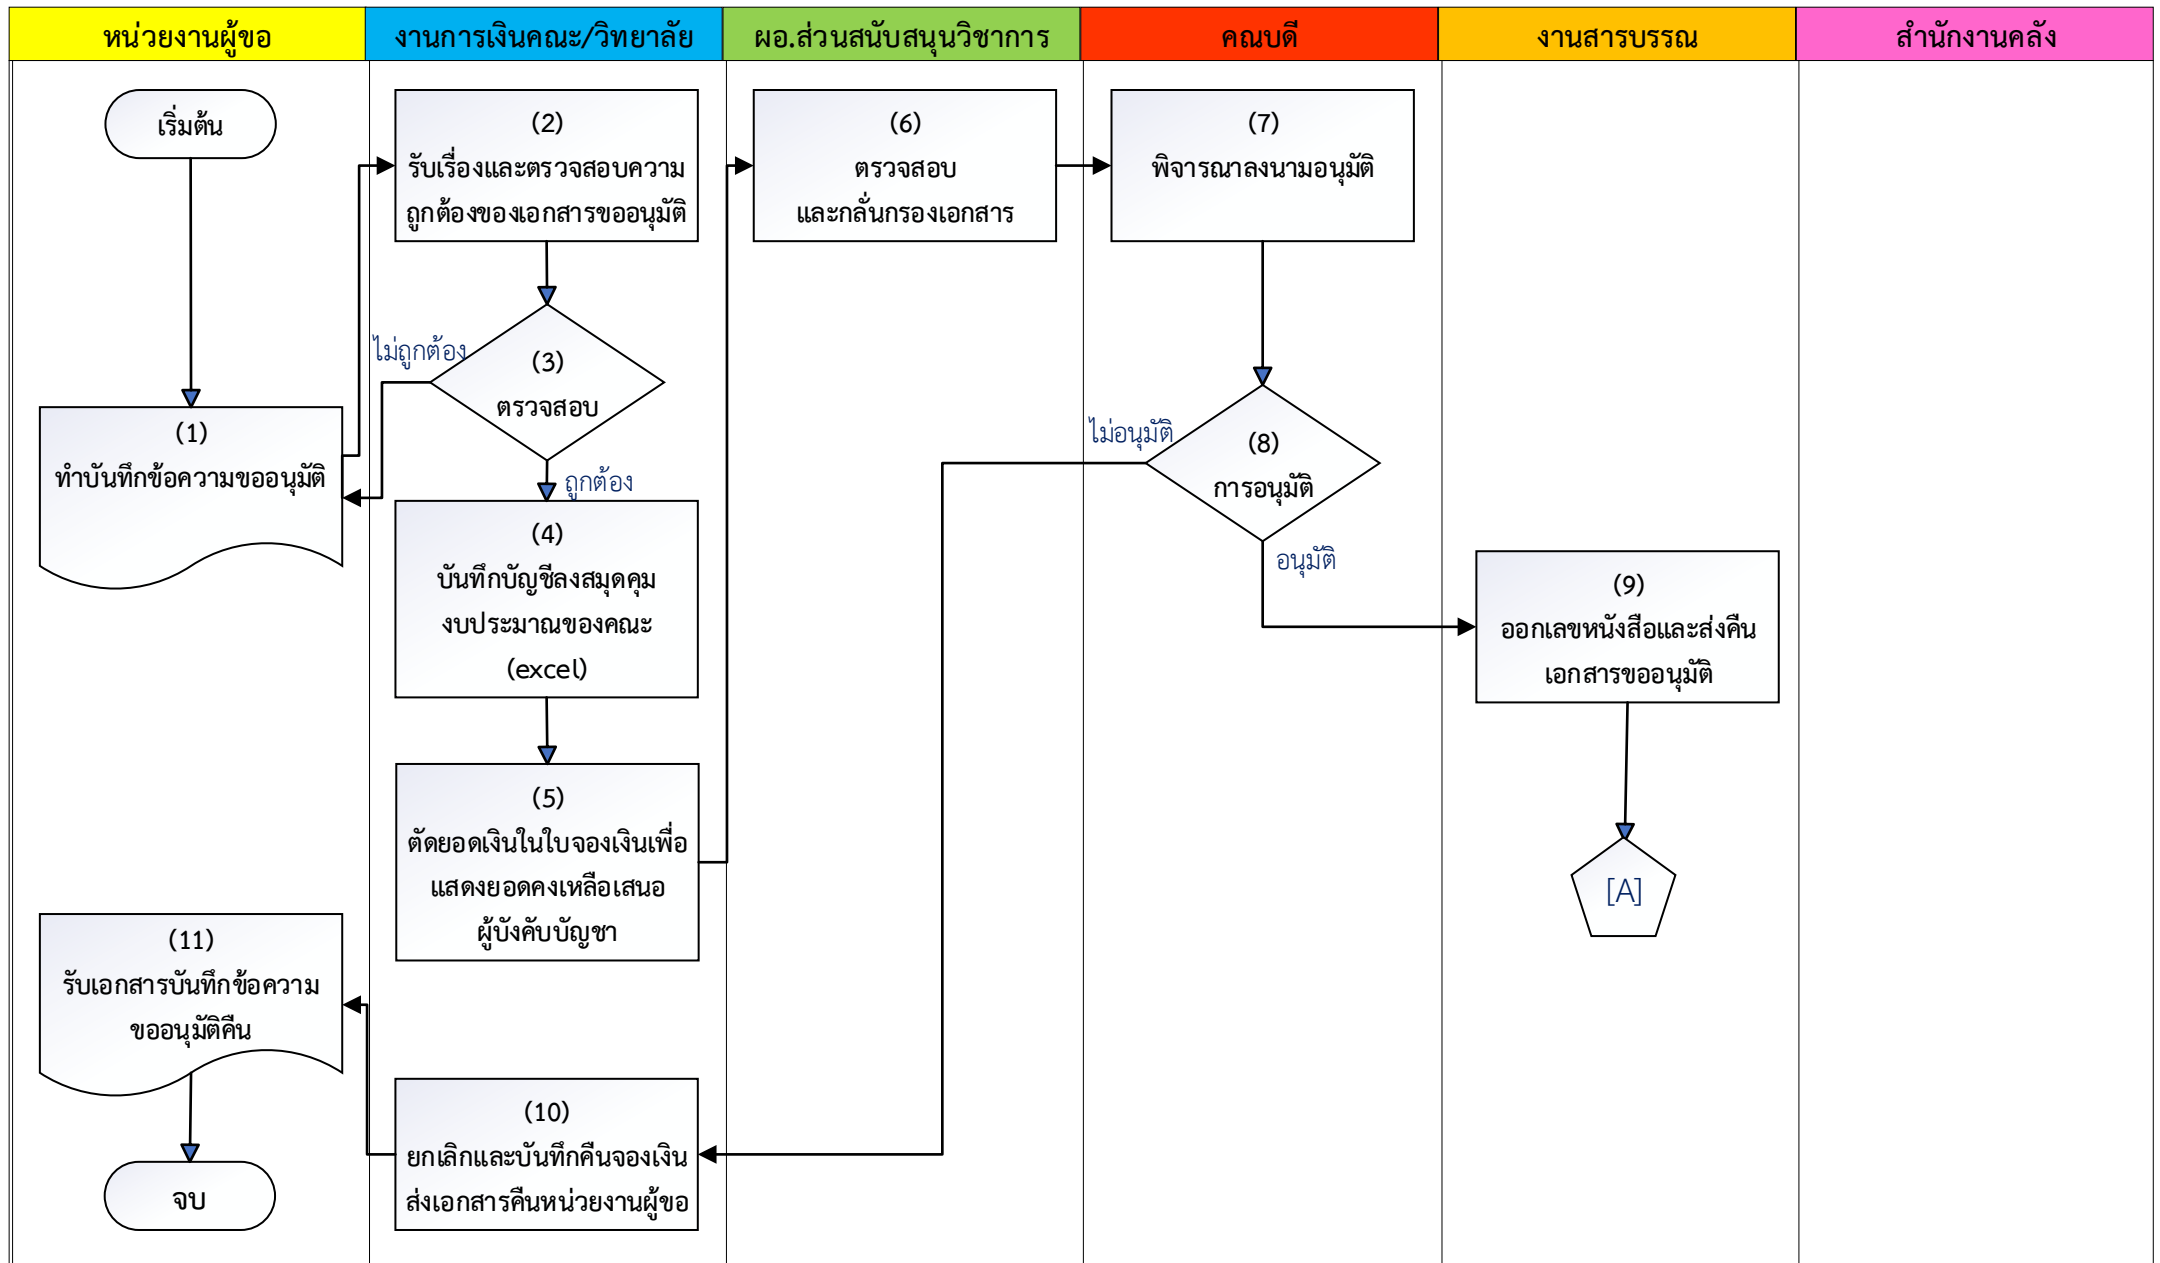 หน่วยงานผู้ขอ
งานการเงินคณะ/วิทยาลัย
ผอ.ส่วนสนับสนุนวิชาการ
คณบดี
งานสารบรรณ
สำนักงานคลัง
เริ่มต้น
(1)
ทำบันทึกข้อความขออนุมัติ
(2)
รับเรื่องและตรวจสอบความ
ถูกต้องของเอกสารขออนุมัติ
(3)
ตรวจสอบ
ไม่ถูกต้อง
ถูกต้อง
(4)
บันทึกบัญชีลงสมุดคุม
งบประมาณของคณะ
(excel)
(5)
ตัดยอดเงินในใบจองเงินเพื่อ
แสดงยอดคงเหลือเสนอ
ผู้บังคับบัญชา
(6)
ตรวจสอบ
และกลั่นกรองเอกสาร
(7)
พิจารณาลงนามอนุมัติ
(8)
การอนุมัติ
ไม่อนุมัติ
อนุมัติ
(9)
ออกเลขหนังสือและส่งคืน
เอกสารขออนุมัติ
[A]
(10)
ยกเลิกและบันทึกคืนจองเงิน
ส่งเอกสารคืนหน่วยงานผู้ขอ
(11)
รับเอกสารบันทึกข้อความ
ขออนุมัติคืน
จบ